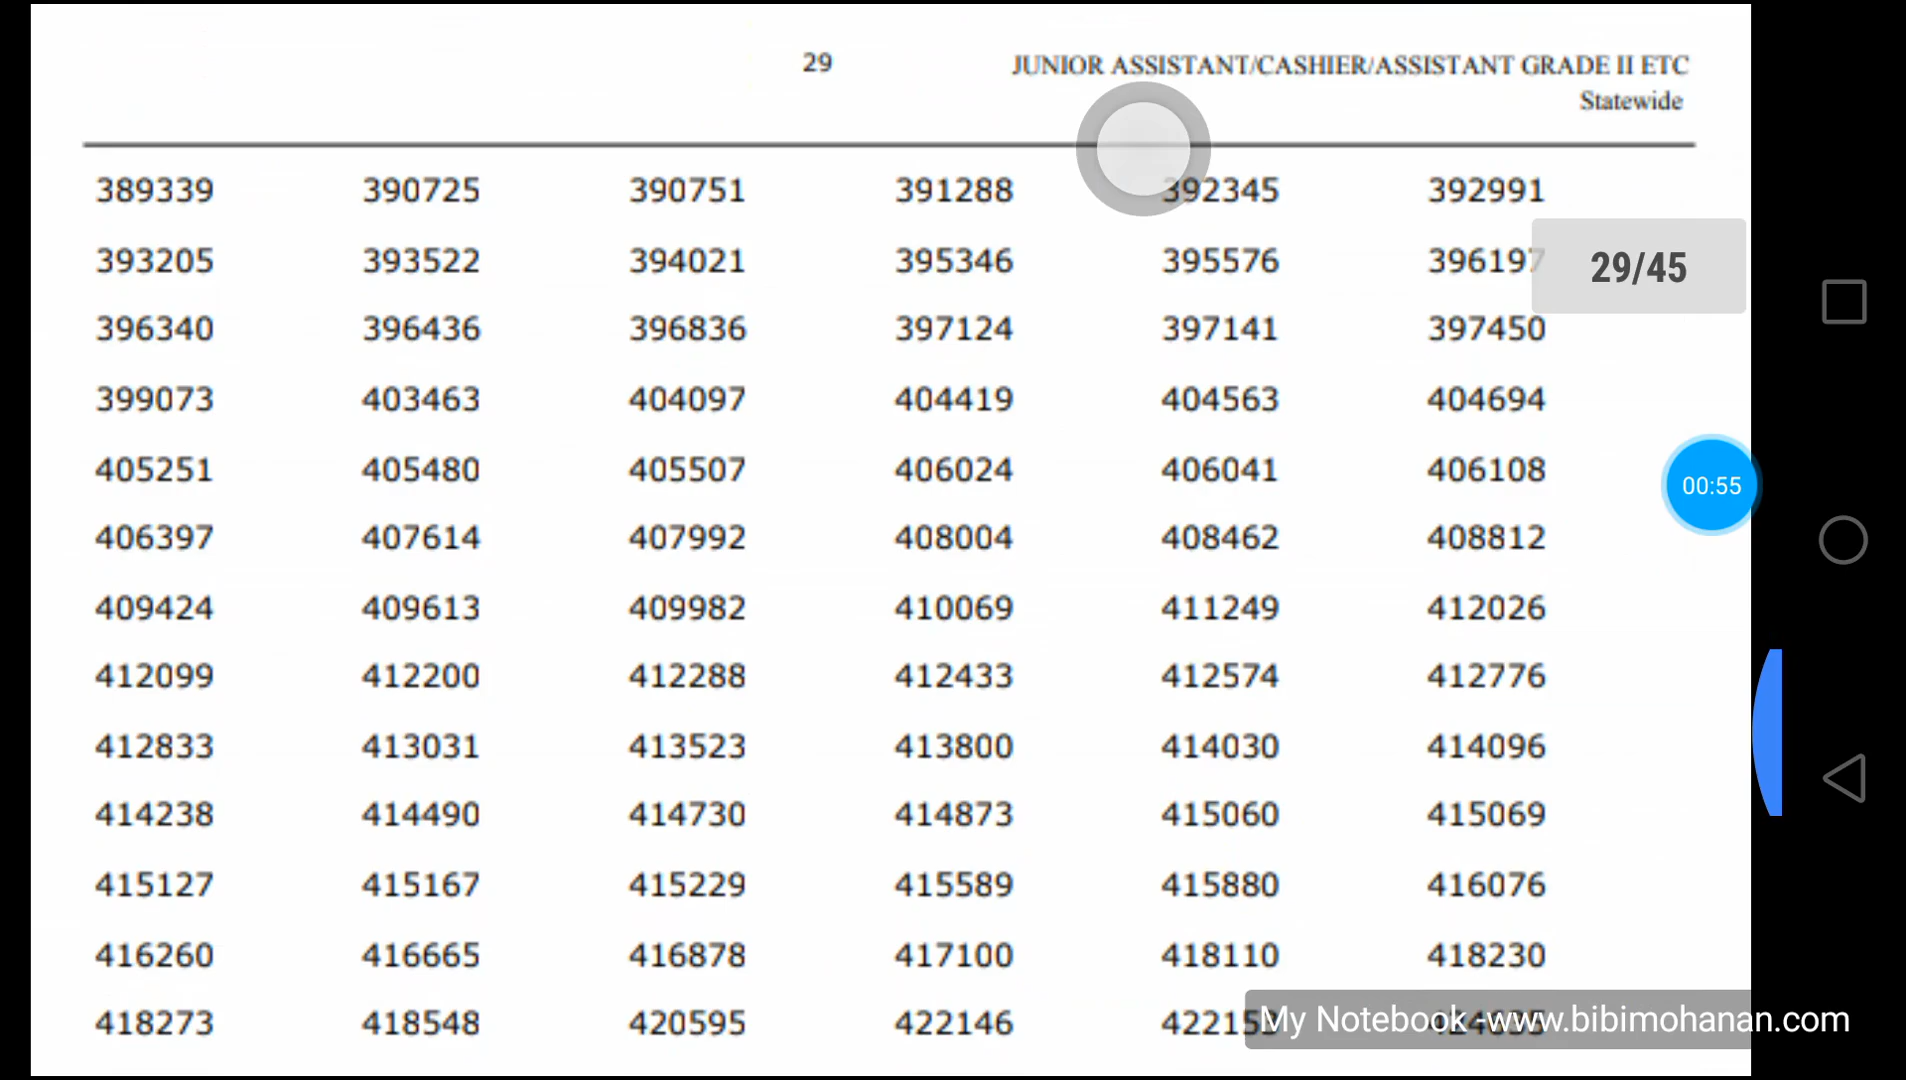 29 JUNIOR ASSISTANT/CASHIER/ASSISTANT GRADE II ETC
Statewide
389339 390725 390751 391288 392345 392991
393205 393522 394021 395346 395576 396197
29/45
396340 396436 396836 397124 397141 397450
399073 403463 404097 404419 404563 404694
405251 405480 405507 406024 406041 406108
00:55
406397 407614 407992 408004 408462 408812
409424 409613 409982 410069 411249 412026
412099 412200 412288 412433 412574 412776
412833 413031 413523 413800 414030 414096
414238 414490 414730 414873 415060 415069
415127 415167 415229 415589 415880 416076
416260 416665 416878 417100 418110 418230
418273 418548 420595 422146
My Notebook -www.bibimohanan.com